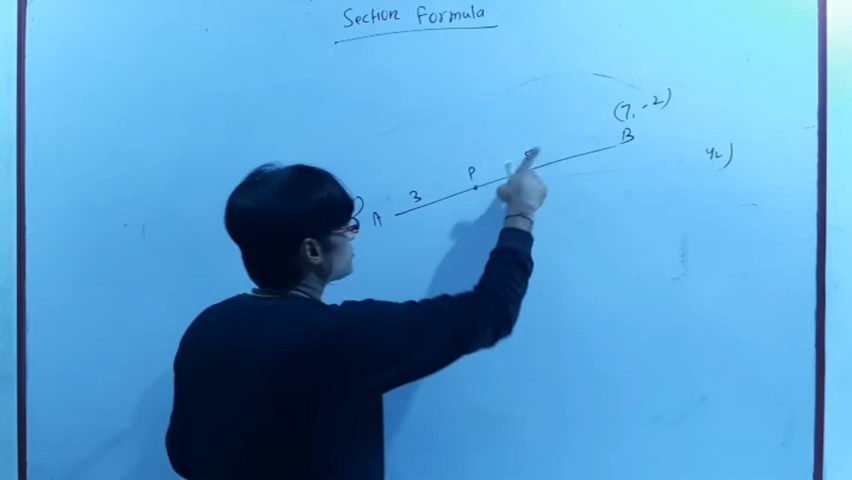 Section Formula
(7, -2)
B
y₂)
P
3
A